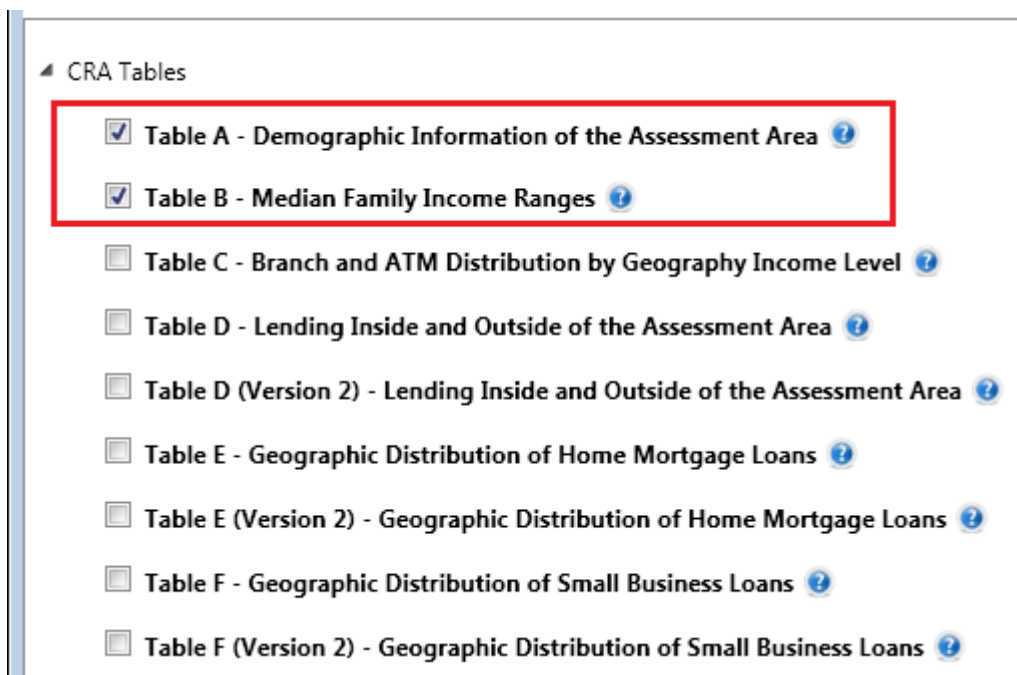 CRA Tables
Table A - Demographic Information of the Assessment Area
Table B - Median Family Income Ranges
Table C - Branch and ATM Distribution by Geography Income Level
Table D - Lending Inside and Outside of the Assessment Area
Table D (Version 2) - Lending Inside and Outside of the Assessment Area
Table E - Geographic Distribution of Home Mortgage Loans
Table E (Version 2) - Geographic Distribution of Home Mortgage Loans
Table F - Geographic Distribution of Small Business Loans
Table F (Version 2) - Geographic Distribution of Small Business Loans